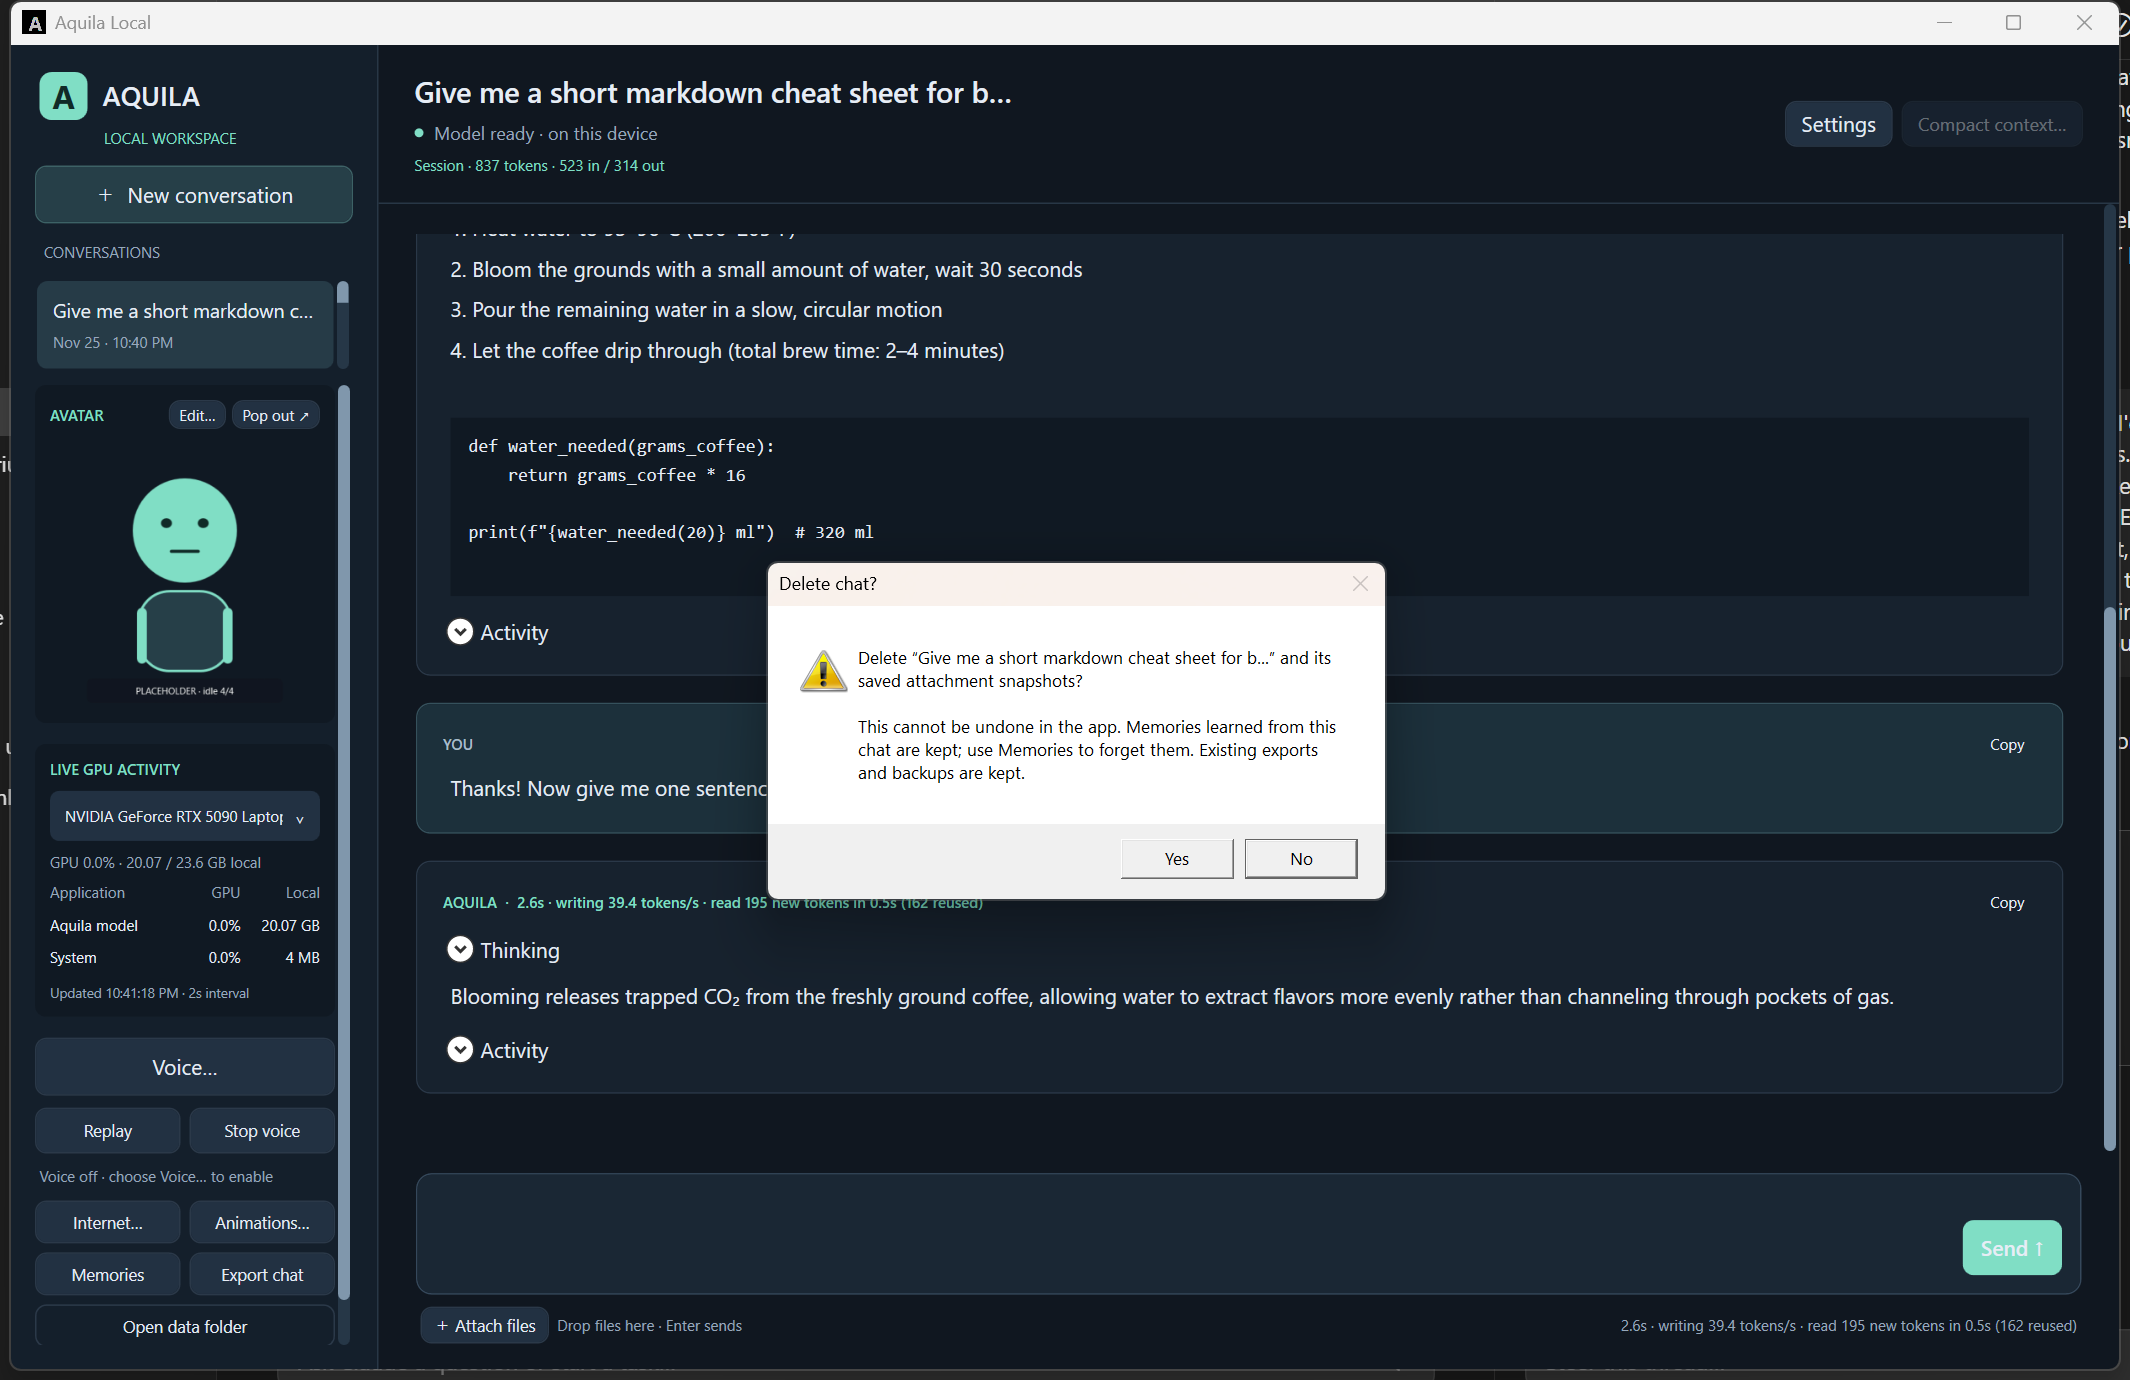 Aquila Local
A AQUILA
LOCAL WORKSPACE
+ New conversation
CONVERSATIONS
Give me a short markdown c...
Nov 25 · 10:40 PM
AVATAR
Edit...
Pop out ↗
PLACEHOLDER · idle 4/4
LIVE GPU ACTIVITY
NVIDIA GeForce RTX 5090 Laptop
GPU 0.0% · 20.07 / 23.6 GB local
Application GPU Local
Aquila model 0.0% 20.07 GB
System 0.0% 4 MB
Updated 10:41:18 PM · 2s interval
Voice...
Replay
Stop voice
Voice off · choose Voice... to enable
Internet...
Animations...
Memories
Export chat
Open data folder
Give me a short markdown cheat sheet for b...
Model ready · on this device
Session · 837 tokens · 523 in / 314 out
Settings
Compact context...
2. Bloom the grounds with a small amount of water, wait 30 seconds
3. Pour the remaining water in a slow, circular motion
4. Let the coffee drip through (total brew time: 2–4 minutes)
def water_needed(grams_coffee):
    return grams_coffee * 16
print(f"{water_needed(20)} ml")  # 320 ml
Activity
YOU
Copy
Thanks! Now give me one sentenc
Delete chat?
Delete “Give me a short markdown cheat sheet for b...” and its
saved attachment snapshots?
This cannot be undone in the app. Memories learned from this
chat are kept; use Memories to forget them. Existing exports
and backups are kept.
Yes
No
AQUILA · 2.6s · writing 39.4 tokens/s · read 195 new tokens in 0.5s (162 reused)
Copy
Thinking
Blooming releases trapped CO₂ from the freshly ground coffee, allowing water to extract flavors more evenly rather than channeling through pockets of gas.
Activity
Send ↑
+ Attach files
Drop files here · Enter sends
2.6s · writing 39.4 tokens/s · read 195 new tokens in 0.5s (162 reused)